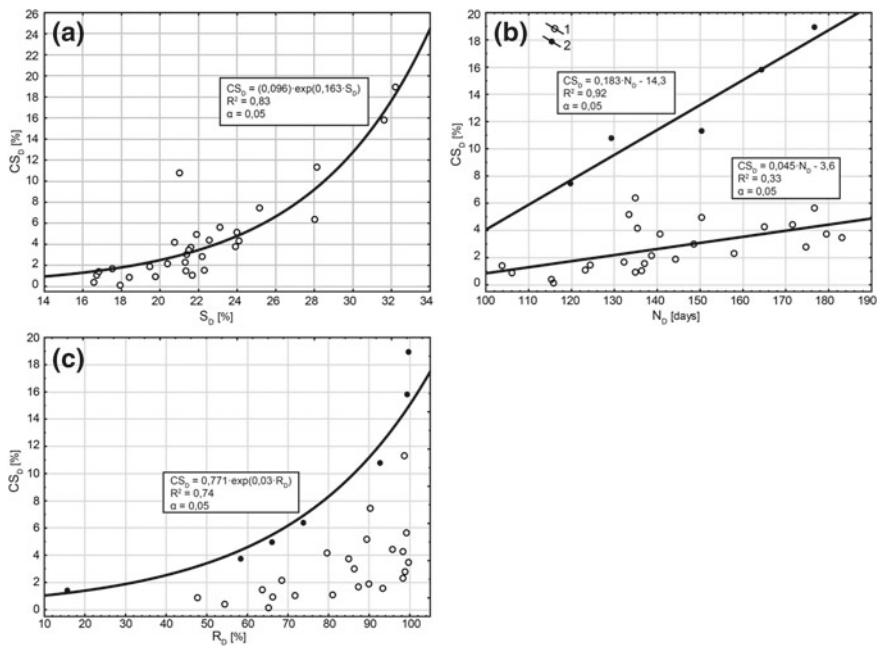 (a)
26
24
22
20
18
16
14
12
10
8
6
4
2
0
CS_D [%]
CS_D = (0,096)·exp(0,163·S_D)
R² = 0,83
α = 0,05
14 16 18 20 22 24 26 28 30 32 34
S_D [%]
(b)
20
18
16
14
12
10
8
6
4
2
0
CS_D [%]
1
2
CS_D = 0,183·N_D - 14,3
R² = 0,92
α = 0,05
CS_D = 0,045·N_D - 3,6
R² = 0,33
α = 0,05
100 110 120 130 140 150 160 170 180 190
N_D [days]
(c)
20
18
16
14
12
10
8
6
4
2
0
CS_D [%]
CS_D = 0,771·exp(0,03·R_D)
R² = 0,74
α = 0,05
10 20 30 40 50 60 70 80 90 100
R_D [%]